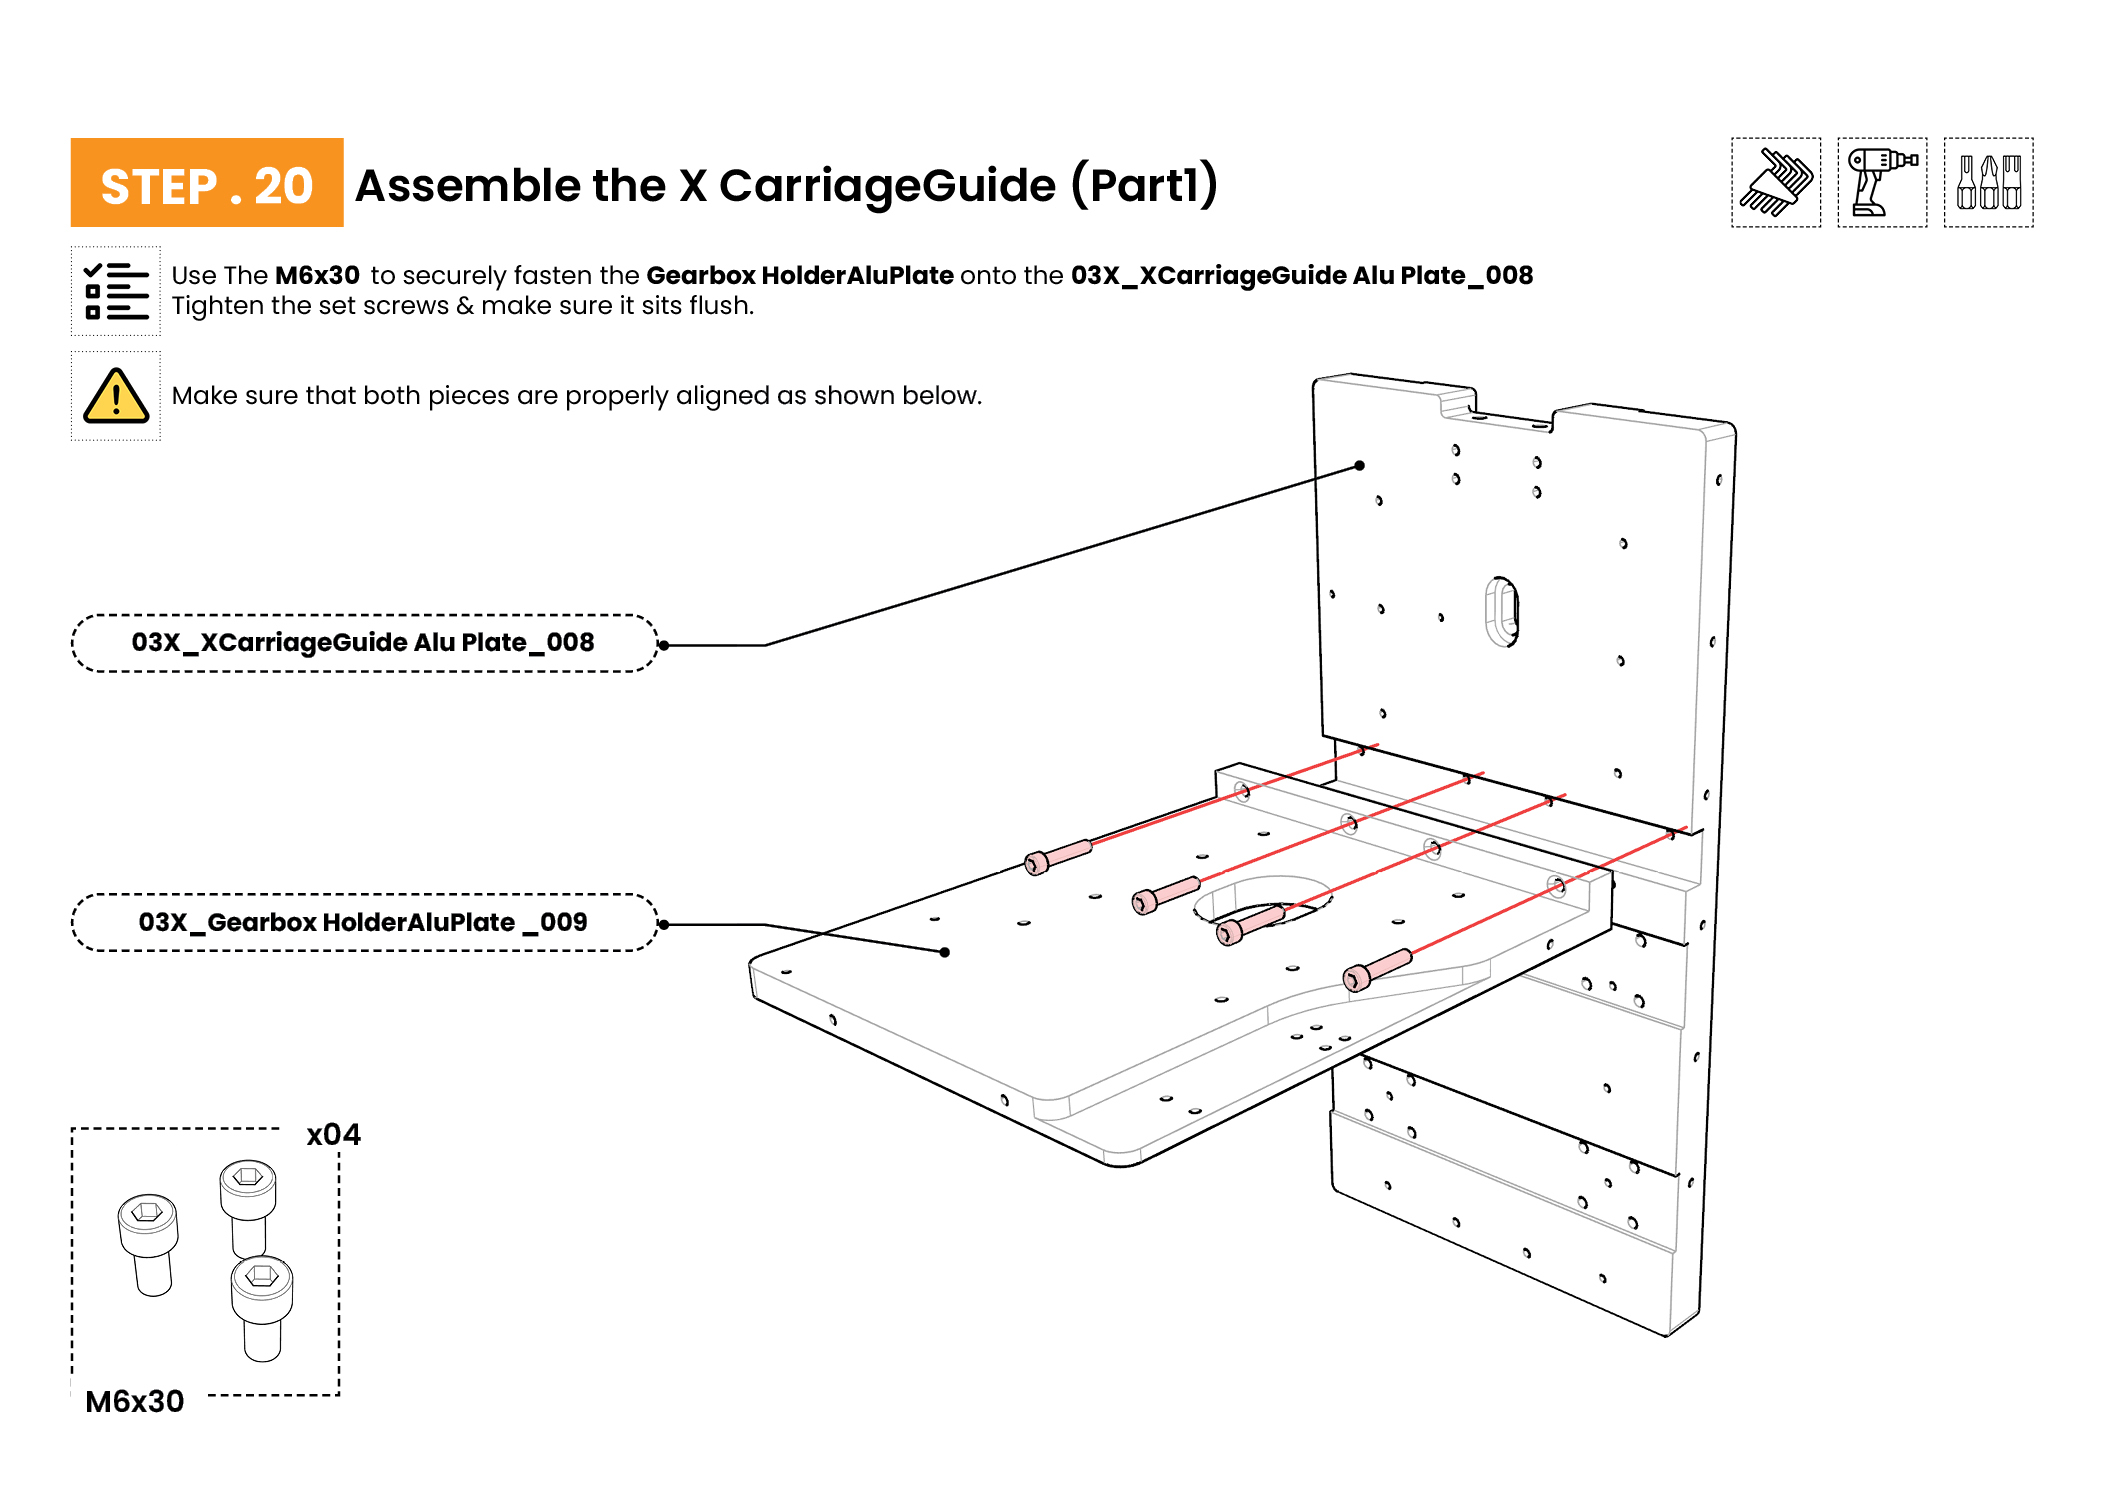 STEP . 20 Assemble the X CarriageGuide (Part1)
Use The M6x30 to securely fasten the Gearbox HolderAluPlate onto the 03X_XCarriageGuide Alu Plate_008
Tighten the set screws & make sure it sits flush.
Make sure that both pieces are properly aligned as shown below.
03X_XCarriageGuide Alu Plate_008
03X_Gearbox HolderAluPlate _009
x04
M6x30